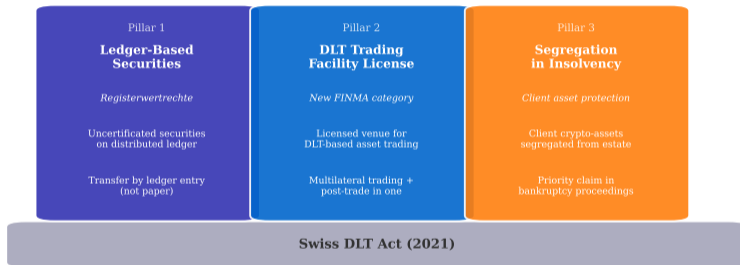 Pillar 1
Ledger-Based
Securities
Registerwertrechte
Uncertificated securities
on distributed ledger
Transfer by ledger entry
(not paper)
Pillar 2
DLT Trading
Facility License
New FINMA category
Licensed venue for
DLT-based asset trading
Multilateral trading +
post-trade in one
Pillar 3
Segregation
in Insolvency
Client asset protection
Client crypto-assets
segregated from estate
Priority claim in
bankruptcy proceedings
Swiss DLT Act (2021)